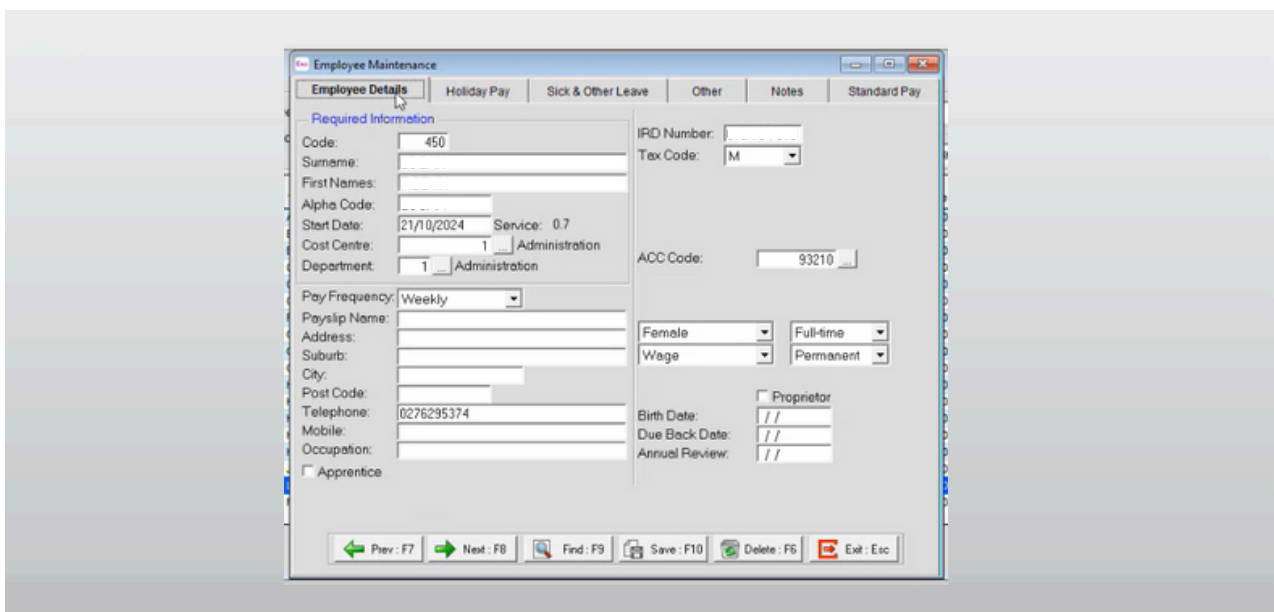 Exo Employee Maintenance
Employee Details Holiday Pay Sick & Other Leave Other Notes Standard Pay
Required Information
Code: 450
Surname:
First Names:
Alpha Code:
Start Date: 21/10/2024 Service: 0.7
Cost Centre: 1 ... Administration
Department: 1 ... Administration
Pay Frequency: Weekly
Payslip Name:
Address:
Suburb:
City:
Post Code:
Telephone: 0276295374
Mobile:
Occupation:
Apprentice
IRD Number:
Tax Code: M
ACC Code: 93210 ...
Female Full-time
Wage Permanent
Proprietor
Birth Date: / /
Due Back Date: / /
Annual Review: / /
Prev : F7 Next : F8 Find : F9 Save : F10 Delete : F6 Exit : Esc